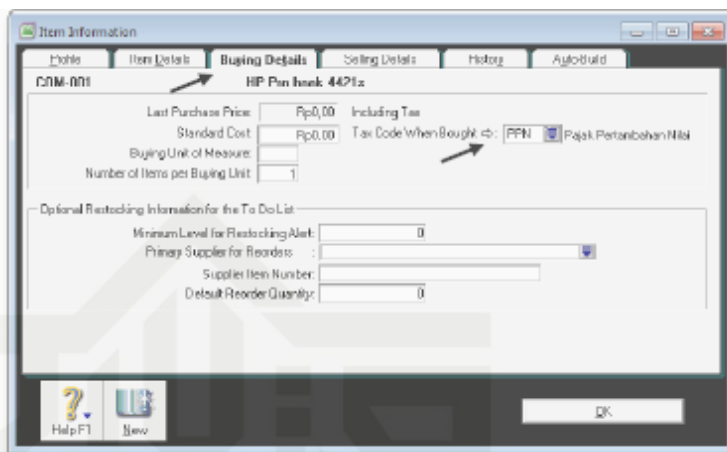 Item Information
Profile Item Details Buying Details Selling Details History Auto-Build
COM-001 HP Pro book 4421s
Last Purchase Price: Rp0,00 Including Tax
Standard Cost: Rp0,00 Tax Code When Bought ⇨: PPN Pajak Pertambahan Nilai
Buying Unit of Measure:
Number of Items per Buying Unit: 1
Optional Restocking Information for the To Do List
Minimum Level for Restocking Alert: 0
Primary Supplier for Reorders :
Supplier Item Number:
Default Reorder Quantity: 0
Help F1 New OK